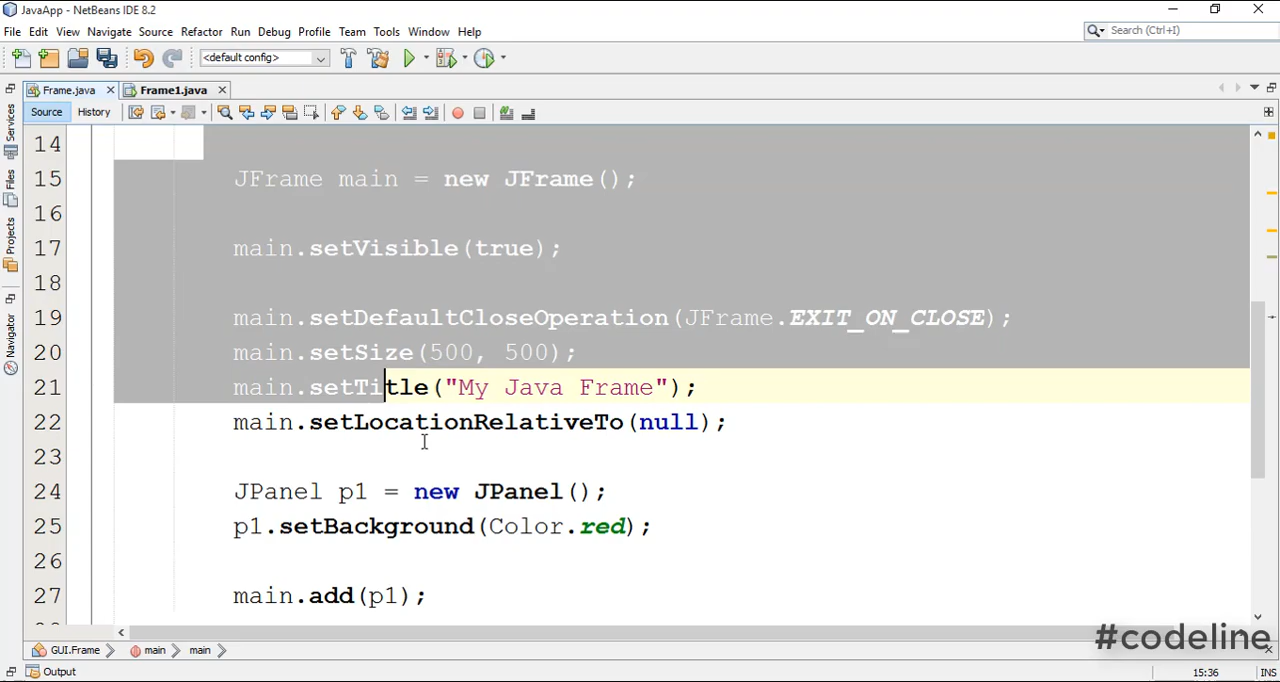 JavaApp - NetBeans IDE 8.2
File Edit View Navigate Source Refactor Run Debug Profile Team Tools Window Help
<default config>
Search (Ctrl+I)
Frame.java
Frame1.java
Source History
Services
Files
Projects
Navigator
14
15 JFrame main = new JFrame();
16
17 main.setVisible(true);
18
19 main.setDefaultCloseOperation(JFrame.EXIT_ON_CLOSE);
20 main.setSize(500, 500);
21 main.setTitle("My Java Frame");
22 main.setLocationRelativeTo(null);
23
24 JPanel p1 = new JPanel();
25 p1.setBackground(Color.red);
26
27 main.add(p1);
#codeline
GUI.Frame main main
Output
15:36 INS